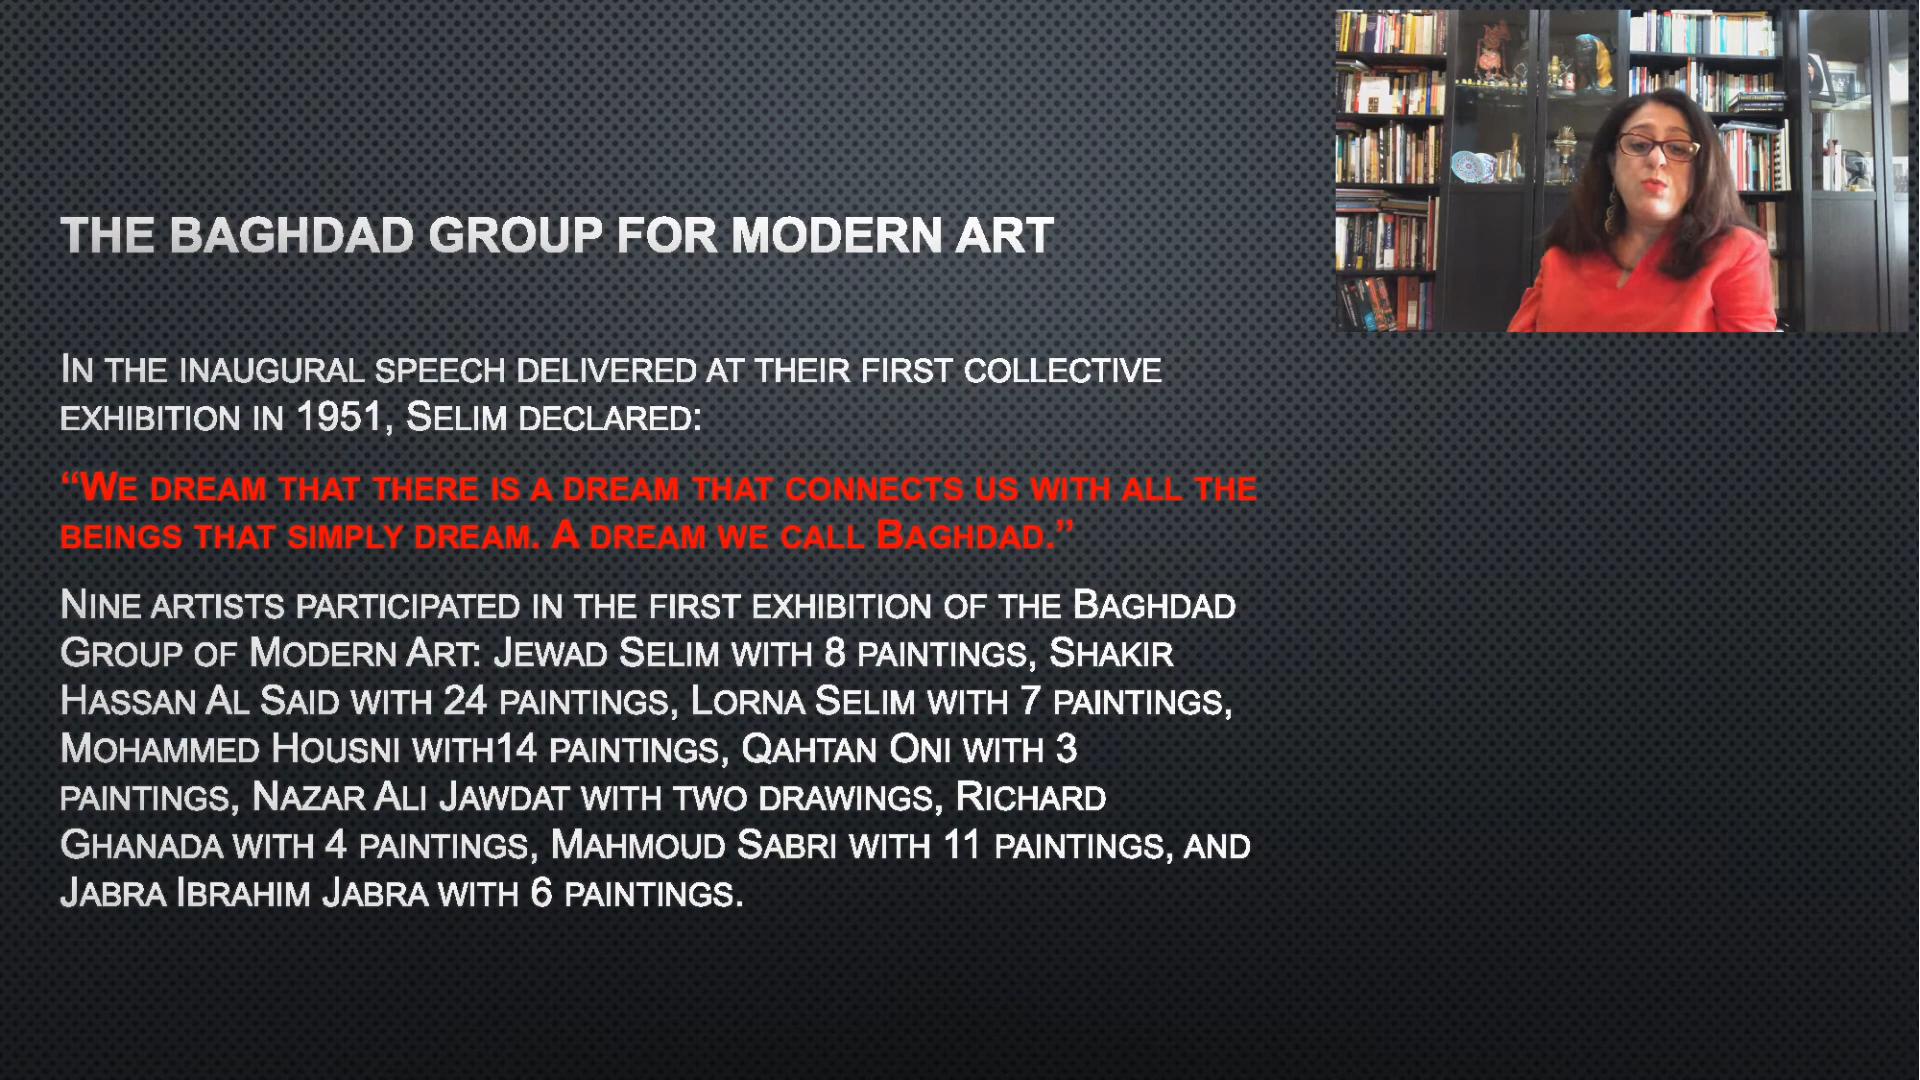 THE BAGHDAD GROUP FOR MODERN ART
IN THE INAUGURAL SPEECH DELIVERED AT THEIR FIRST COLLECTIVE
EXHIBITION IN 1951, SELIM DECLARED:
“WE DREAM THAT THERE IS A DREAM THAT CONNECTS US WITH ALL THE
BEINGS THAT SIMPLY DREAM. A DREAM WE CALL BAGHDAD.”
NINE ARTISTS PARTICIPATED IN THE FIRST EXHIBITION OF THE BAGHDAD
GROUP OF MODERN ART: JEWAD SELIM WITH 8 PAINTINGS, SHAKIR
HASSAN AL SAID WITH 24 PAINTINGS, LORNA SELIM WITH 7 PAINTINGS,
MOHAMMED HOUSNI WITH14 PAINTINGS, QAHTAN ONI WITH 3
PAINTINGS, NAZAR ALI JAWDAT WITH TWO DRAWINGS, RICHARD
GHANADA WITH 4 PAINTINGS, MAHMOUD SABRI WITH 11 PAINTINGS, AND
JABRA IBRAHIM JABRA WITH 6 PAINTINGS.